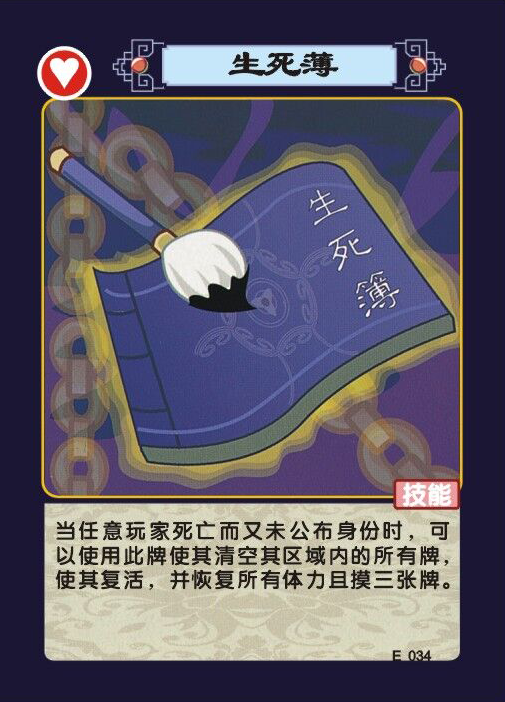 生死薄
生
死
簿
技能
当任意玩家死亡而又未公布身份时，可
以使用此牌使其清空其区域内的所有牌，
使其复活，并恢复所有体力且摸三张牌。
E 034